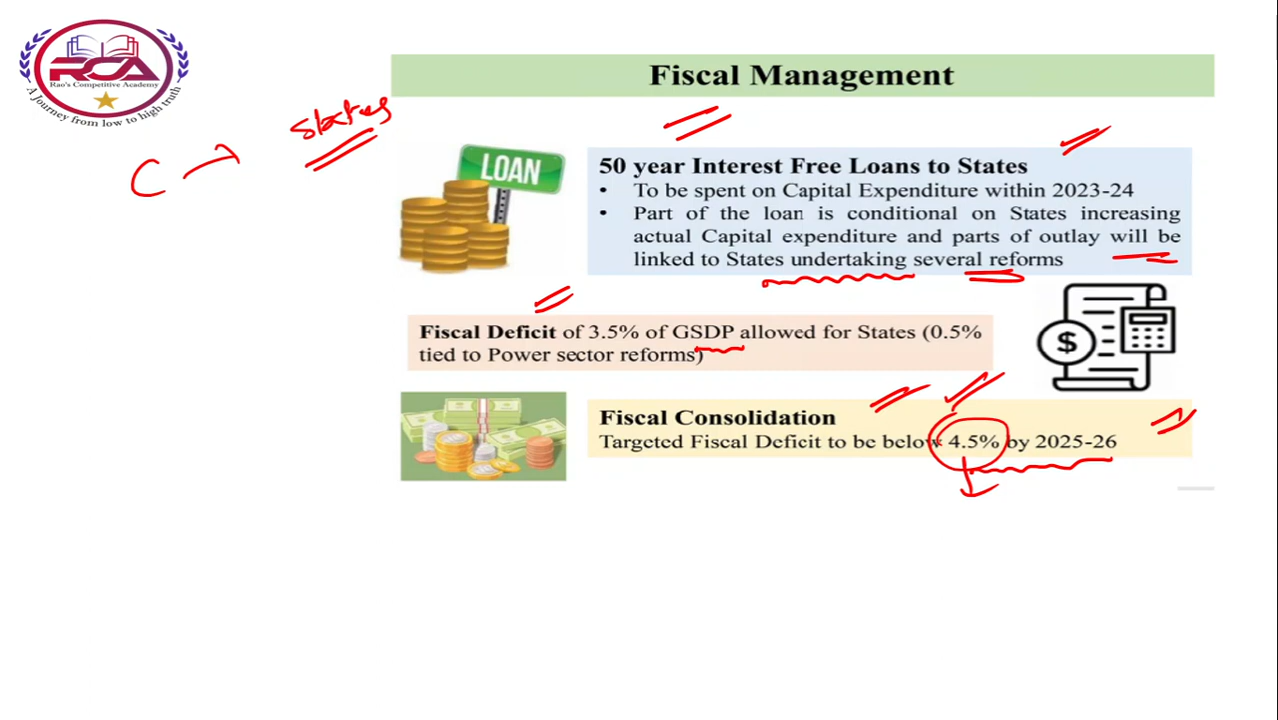 RCA
Rao's Competitive Academy
A Journey from low to high truth
C → States
Fiscal Management
LOAN
50 year Interest Free Loans to States
• To be spent on Capital Expenditure within 2023-24
• Part of the loan is conditional on States increasing
actual Capital expenditure and parts of outlay will be
linked to States undertaking several reforms
Fiscal Deficit of 3.5% of GSDP allowed for States (0.5%
tied to Power sector reforms)
$
Fiscal Consolidation
Targeted Fiscal Deficit to be below 4.5% by 2025-26